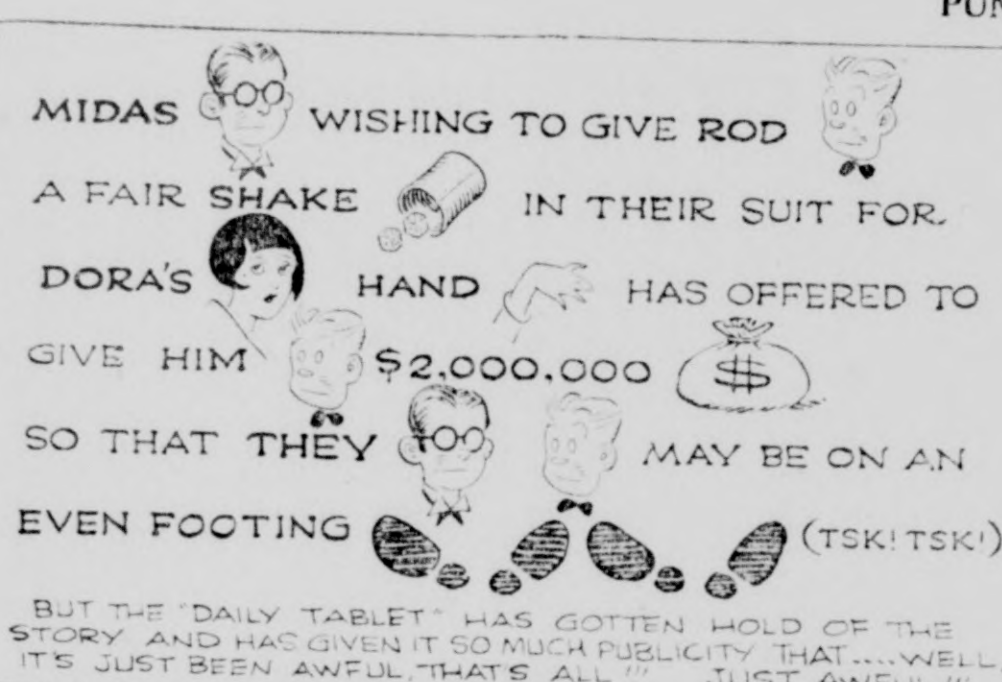 PUN
MIDAS WISHING TO GIVE ROD
A FAIR SHAKE IN THEIR SUIT FOR
DORA'S HAND HAS OFFERED TO
GIVE HIM $2,000,000 $
SO THAT THEY MAY BE ON AN
EVEN FOOTING (TSK! TSK!)
BUT THE "DAILY TABLET" HAS GOTTEN HOLD OF THE
STORY AND HAS GIVEN IT SO MUCH PUBLICITY THAT....WELL
IT'S JUST BEEN AWFUL, THAT'S ALL!!! JUST AWFUL!!!